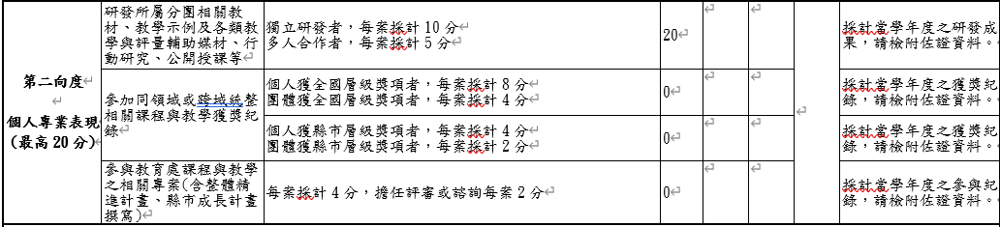 第二向度
個人專業表現
(最高20分)
研發所屬分團相關教
材、教學示例及各類教
學與評量輔助媒材、行
動研究、公開授課等
獨立研發者，每案採計10分
多人合作者，每案採計5分
20
採計當學年度之研發成
果，請檢附佐證資料。
參加同領域或跨域統整
相關課程與教學獲獎紀
錄
個人獲全國層級獎項者，每案採計8分
團體獲全國層級獎項者，每案採計4分
0
採計當學年度之獲獎紀
錄，請檢附佐證資料。
個人獲縣市層級獎項者，每案採計4分
團體獲縣市層級獎項者，每案採計2分
0
採計當學年度之獲獎紀
錄，請檢附佐證資料。
參與教育處課程與教學
之相關專案(含整體精
進計畫、縣市成長計畫
撰寫)
每案採計4分，擔任評審或諮詢每案2分
0
採計當學年度之參與紀
錄，請檢附佐證資料。